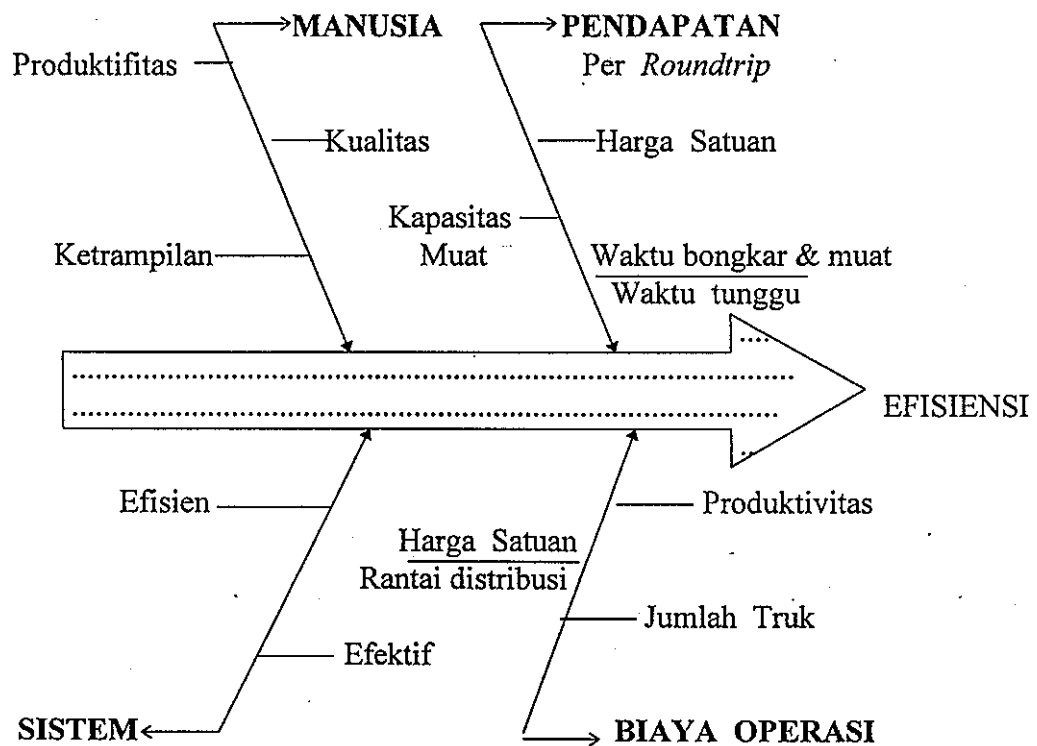 MANUSIA
PENDAPATAN
Produktifitas
Per Roundtrip
Kualitas
Harga Satuan
Kapasitas
Muat
Ketrampilan
Waktu bongkar & muat
Waktu tunggu
EFISIENSI
Efisien
Produktivitas
Harga Satuan
Rantai distribusi
Jumlah Truk
Efektif
SISTEM
BIAYA OPERASI